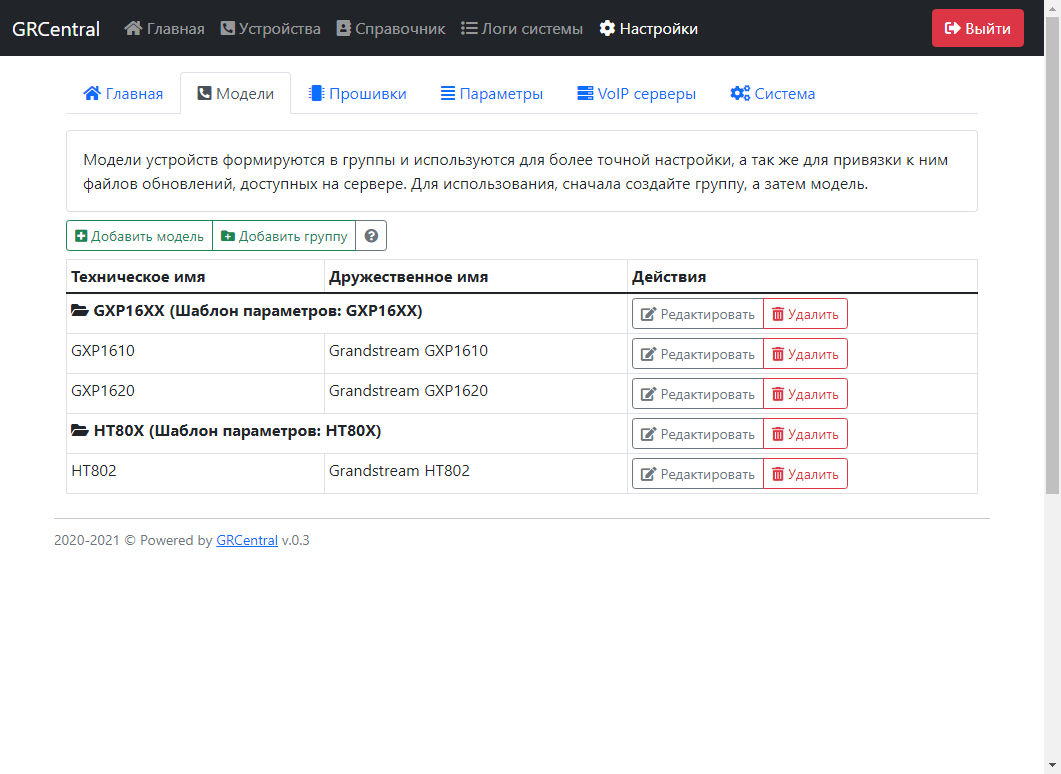 GRCentral Главная Устройства Справочник Логи системы Настройки Выйти
Главная Модели Прошивки Параметры VoIP серверы Система
Модели устройств формируются в группы и используются для более точной настройки, а так же для привязки к ним
файлов обновлений, доступных на сервере. Для использования, сначала создайте группу, а затем модель.
Добавить модель Добавить группу
Техническое имя Дружественное имя Действия
GXP16XX (Шаблон параметров: GXP16XX) Редактировать Удалить
GXP1610 Grandstream GXP1610 Редактировать Удалить
GXP1620 Grandstream GXP1620 Редактировать Удалить
HT80X (Шаблон параметров: HT80X) Редактировать Удалить
HT802 Grandstream HT802 Редактировать Удалить
2020-2021 © Powered by GRCentral v.0.3